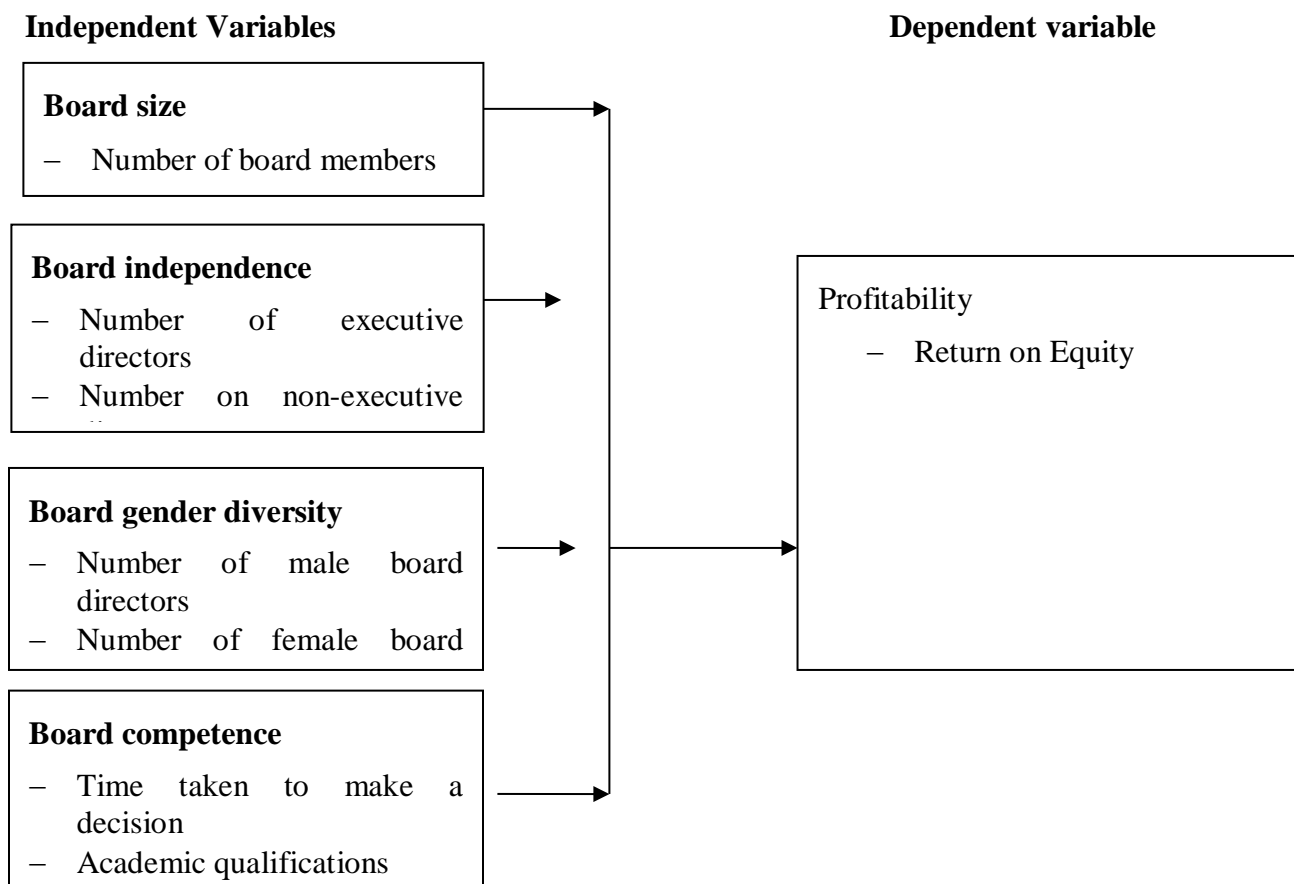 Independent Variables
Dependent variable
Board size
– Number of board members
Board independence
– Number of executive
directors
– Number on non-executive
Board gender diversity
– Number of male board
directors
– Number of female board
Board competence
– Time taken to make a
decision
– Academic qualifications
Profitability
– Return on Equity